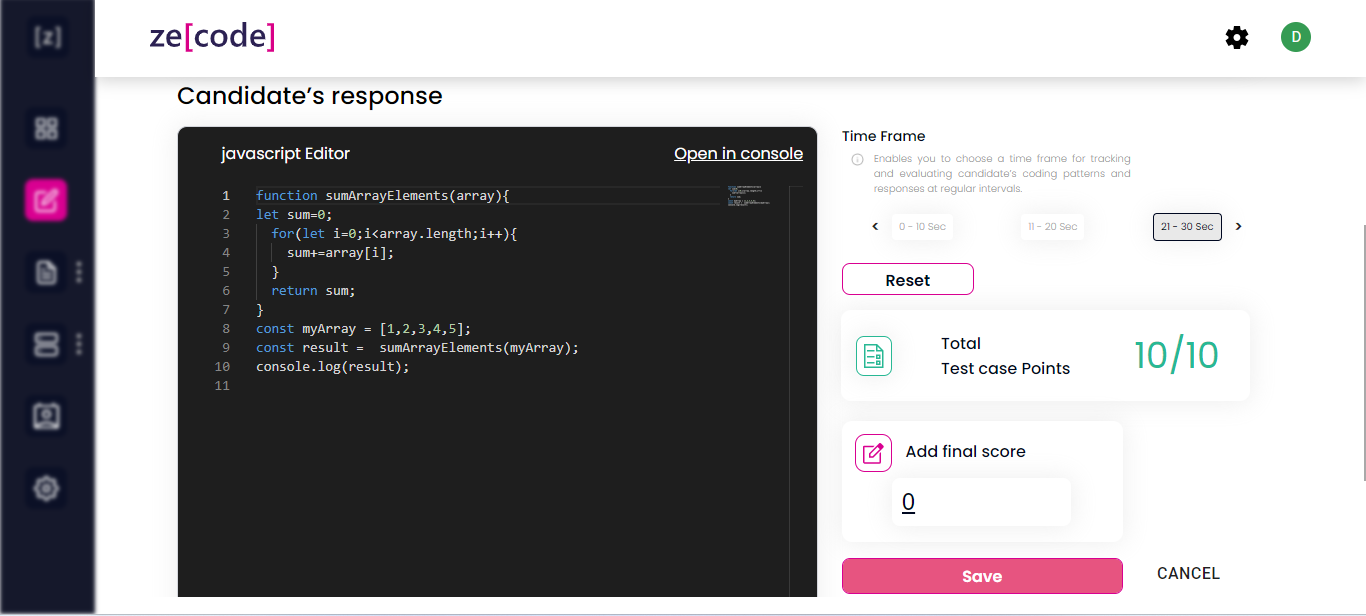 [z]
ze[code]
D
Candidate's response
javascript Editor
Open in console
1 function sumArrayElements(array){
2 let sum=0;
3 for(let i=0;i<array.length;i++){
4 sum+=array[i];
5 }
6 return sum;
7 }
8 const myArray = [1,2,3,4,5];
9 const result =  sumArrayElements(myArray);
10 console.log(result);
11
Time Frame
Enables you to choose a time frame for tracking
and evaluating candidate's coding patterns and
responses at regular intervals.
< 0 - 10 Sec 11 - 20 Sec 21 - 30 Sec >
Reset
Total
Test case Points
10/10
Add final score
0
Save
CANCEL